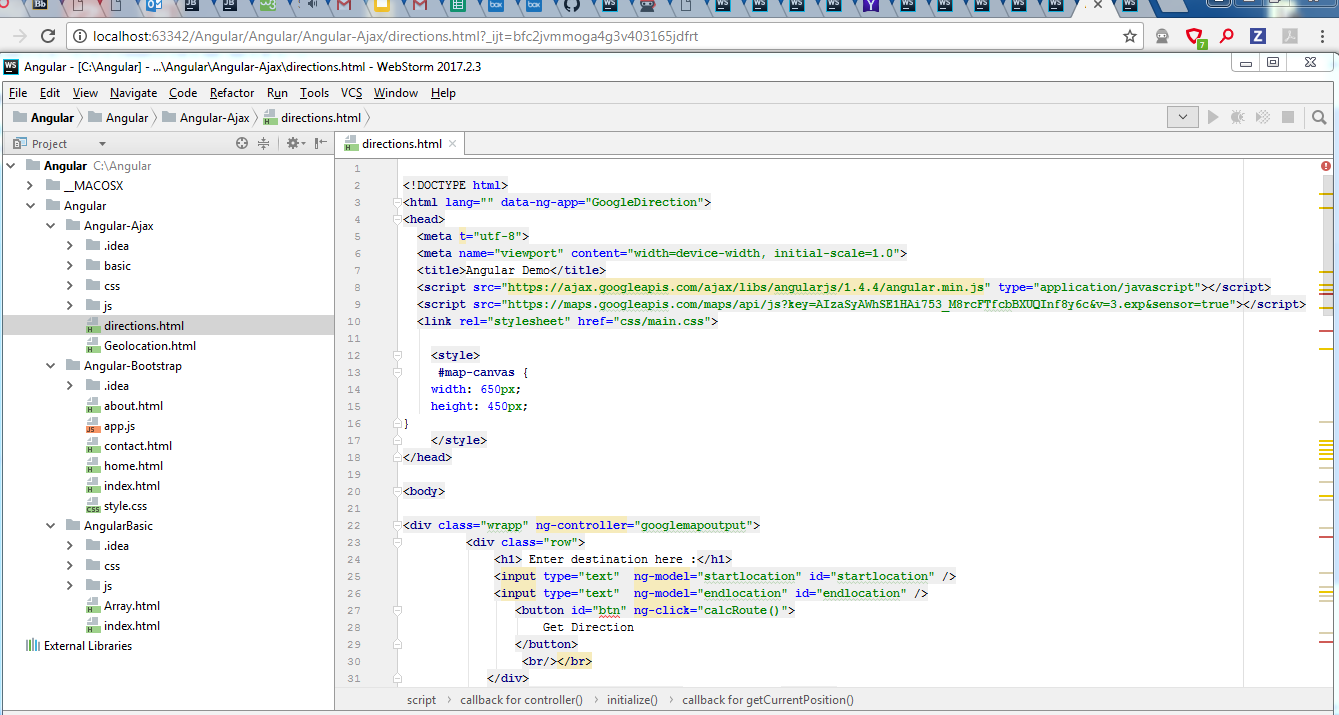 localhost:63342/Angular/Angular/Angular-Ajax/directions.html?_ijt=bfc2jvmmoga4g3v403165jdfrt
Angular - [C:\Angular] - ...\Angular\Angular-Ajax\directions.html - WebStorm 2017.2.3
File Edit View Navigate Code Refactor Run Tools VCS Window Help
Angular Angular Angular-Ajax directions.html
Project
directions.html
Angular C:\Angular
__MACOSX
Angular
Angular-Ajax
.idea
basic
css
js
directions.html
Geolocation.html
Angular-Bootstrap
.idea
about.html
app.js
contact.html
home.html
index.html
style.css
AngularBasic
.idea
css
js
Array.html
index.html
External Libraries
1
2 <!DOCTYPE html>
3 <html lang="" data-ng-app="GoogleDirection">
4 <head>
5 <meta t="utf-8">
6 <meta name="viewport" content="width=device-width, initial-scale=1.0">
7 <title>Angular Demo</title>
8 <script src="https://ajax.googleapis.com/ajax/libs/angularjs/1.4.4/angular.min.js" type="application/javascript"></script>
9 <script src="https://maps.googleapis.com/maps/api/js?key=AIzaSyAWhSE1HAi753_M8rcFTfcbBXUQInf8y6c&v=3.exp&sensor=true"></script>
10 <link rel="stylesheet" href="css/main.css">
11
12 <style>
13 #map-canvas {
14 width: 650px;
15 height: 450px;
16 }
17 </style>
18 </head>
19
20 <body>
21
22 <div class="wrapp" ng-controller="googlemapoutput">
23 <div class="row">
24 <h1> Enter destination here :</h1>
25 <input type="text" ng-model="startlocation" id="startlocation" />
26 <input type="text" ng-model="endlocation" id="endlocation" />
27 <button id="btn" ng-click="calcRoute()">
28 Get Direction
29 </button>
30 <br/></br>
31 </div>
script callback for controller() initialize() callback for getCurrentPosition()